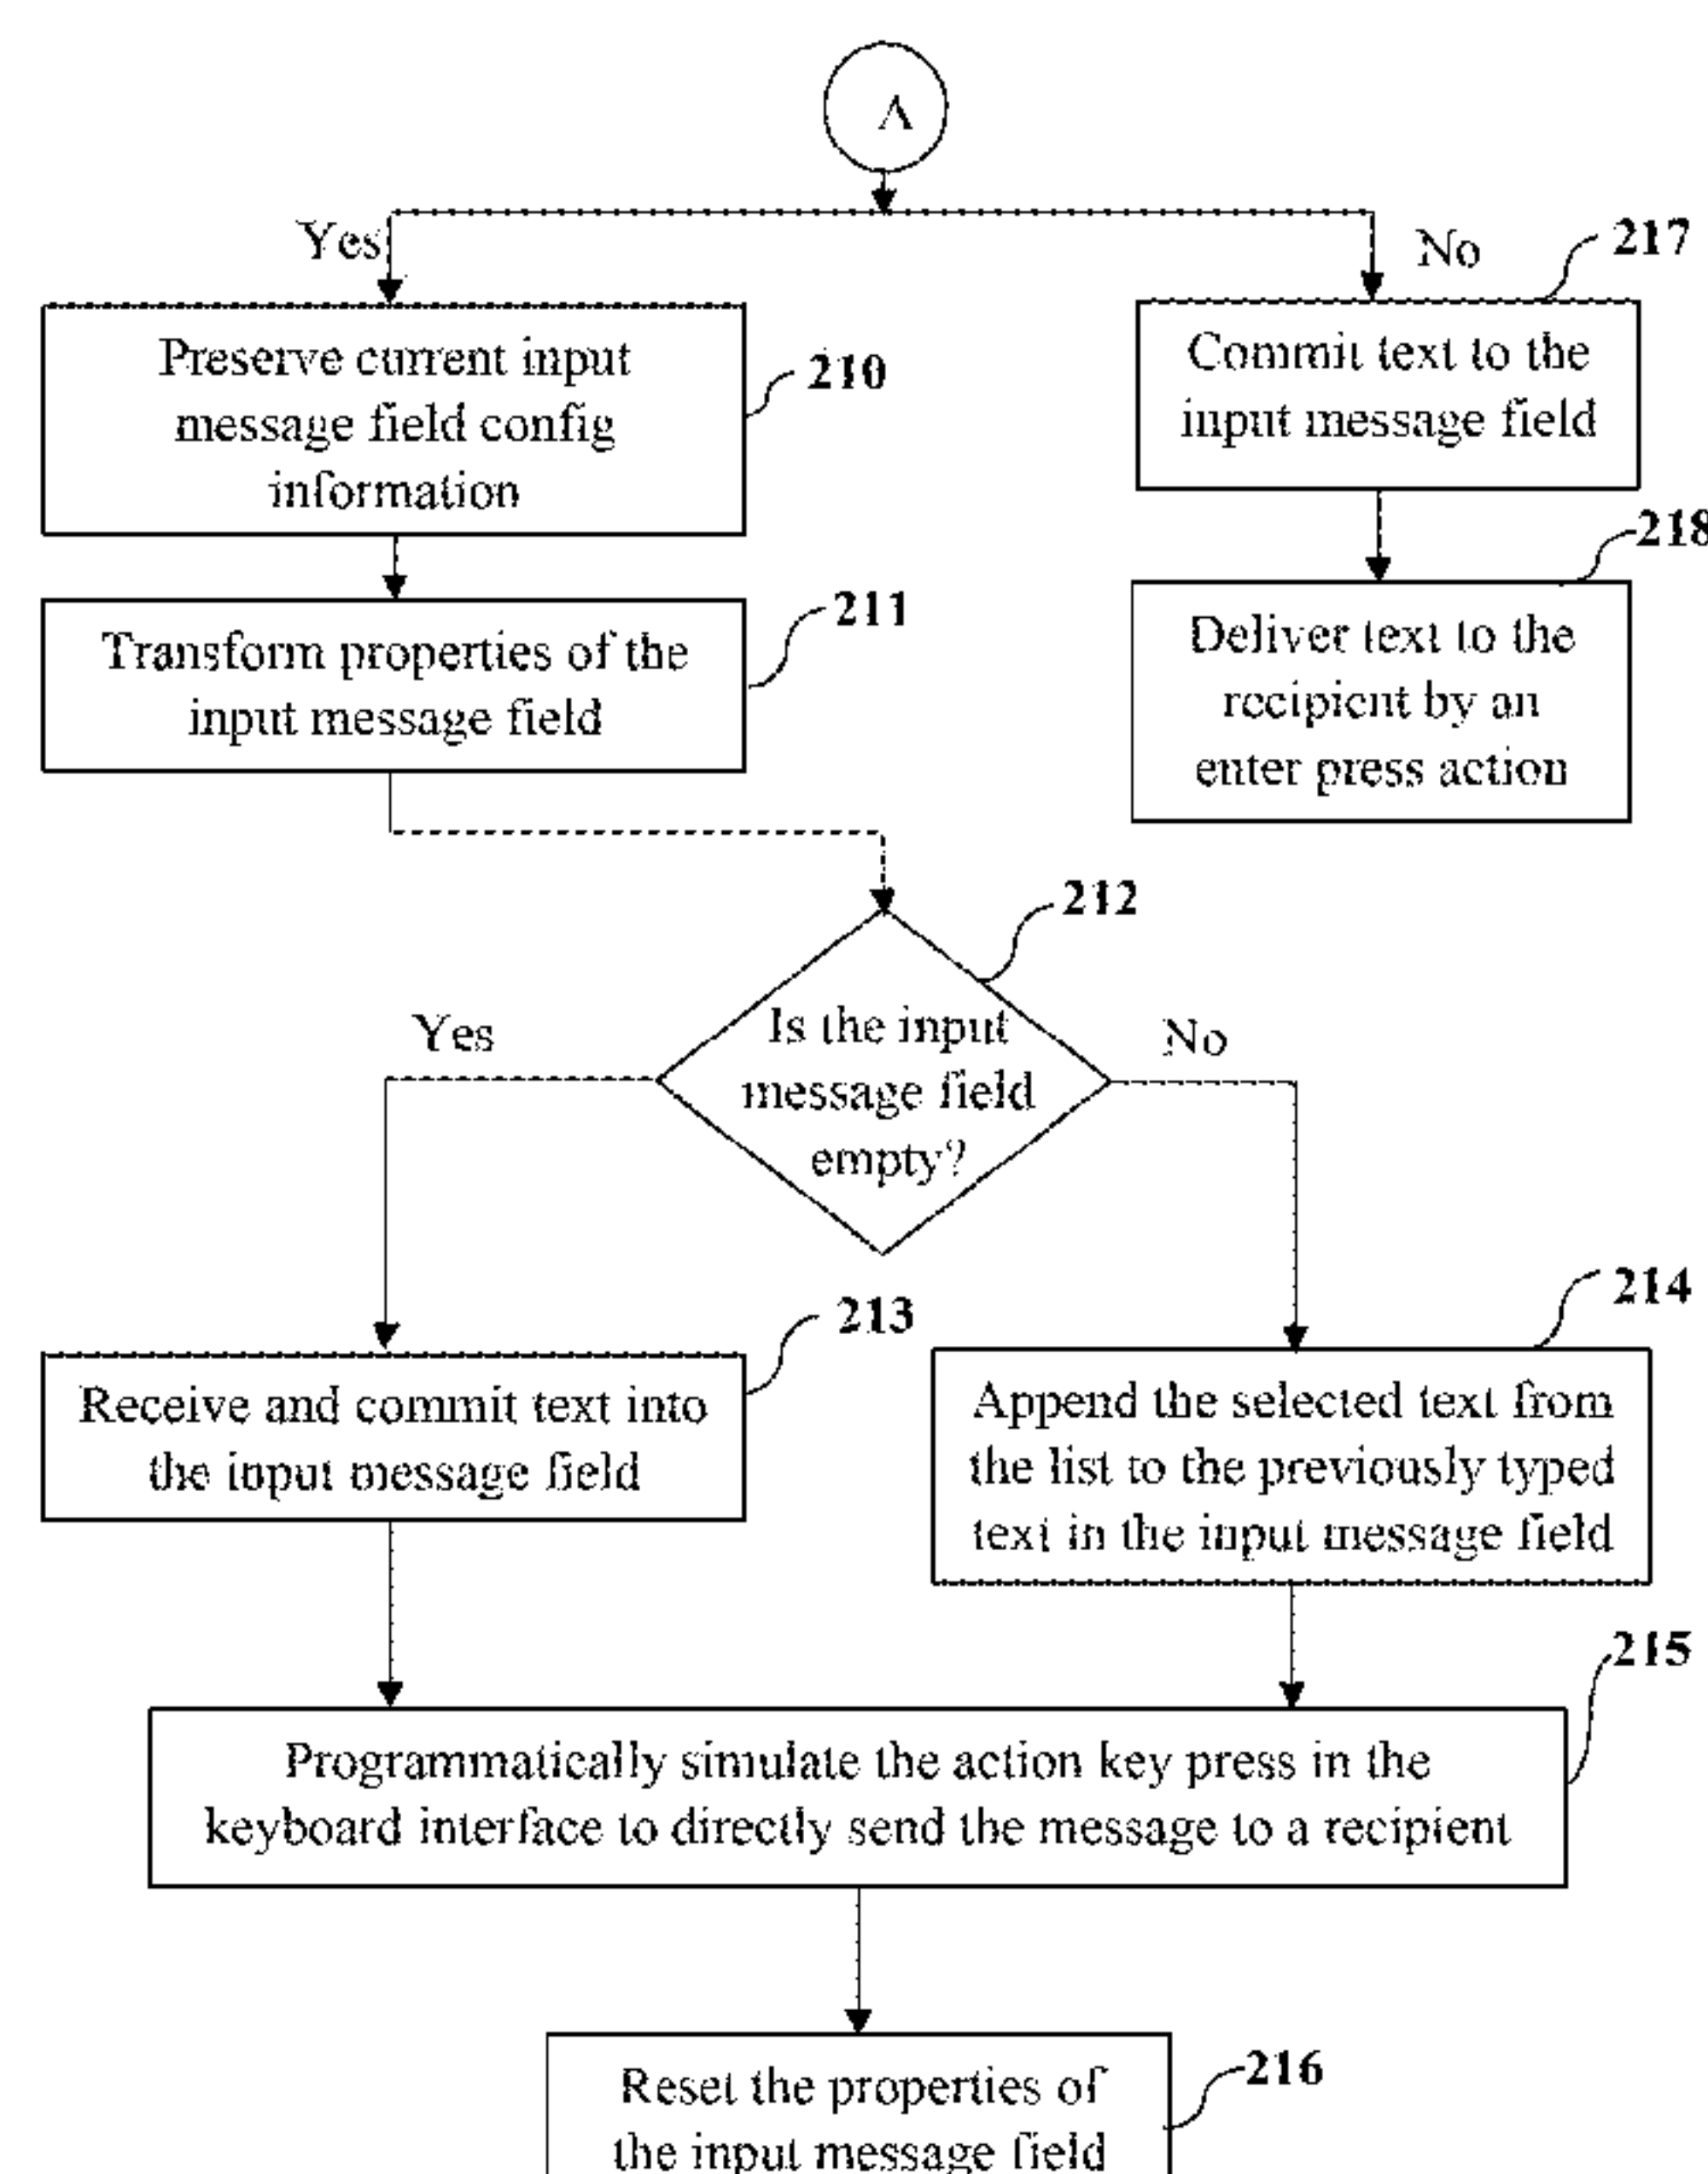 A
Yes
No
217
Preserve current input
message field config
information
210
Commit text to the
input message field
218
Transform properties of the
input message field
211
Deliver text to the
recipient by an
enter press action
212
Is the input
message field
empty?
Yes
No
213
Receive and commit text into
the input message field
214
Append the selected text from
the list to the previously typed
text in the input message field
215
Programmatically simulate the action key press in the
keyboard interface to directly send the message to a recipient
Reset the properties of
the input message field
216